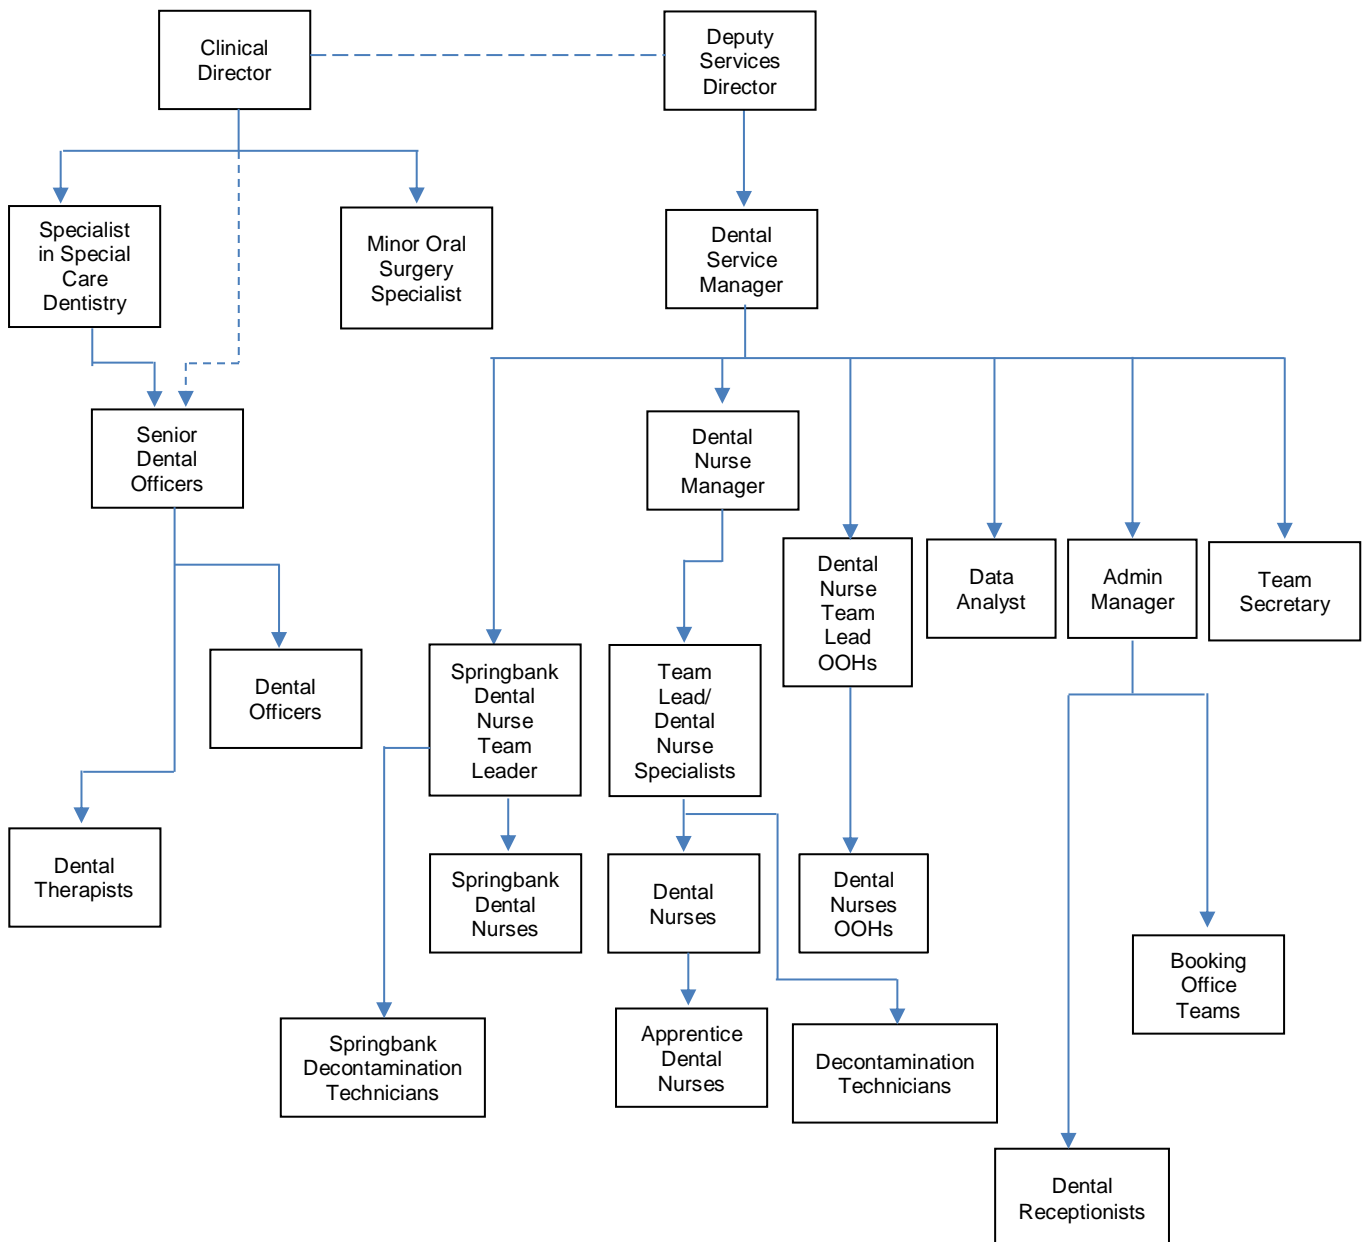 Clinical
Director
Deputy
Services
Director
Specialist
in Special
Care
Dentistry
Minor Oral
Surgery
Specialist
Dental
Service
Manager
Senior
Dental
Officers
Dental
Nurse
Manager
Dental
Nurse
Team
Lead
OOHs
Data
Analyst
Admin
Manager
Team
Secretary
Dental
Officers
Springbank
Dental
Nurse
Team
Leader
Team
Lead/
Dental
Nurse
Specialists
Dental
Therapists
Springbank
Dental
Nurses
Dental
Nurses
Dental
Nurses
OOHs
Booking
Office
Teams
Springbank
Decontamination
Technicians
Apprentice
Dental
Nurses
Decontamination
Technicians
Dental
Receptionists